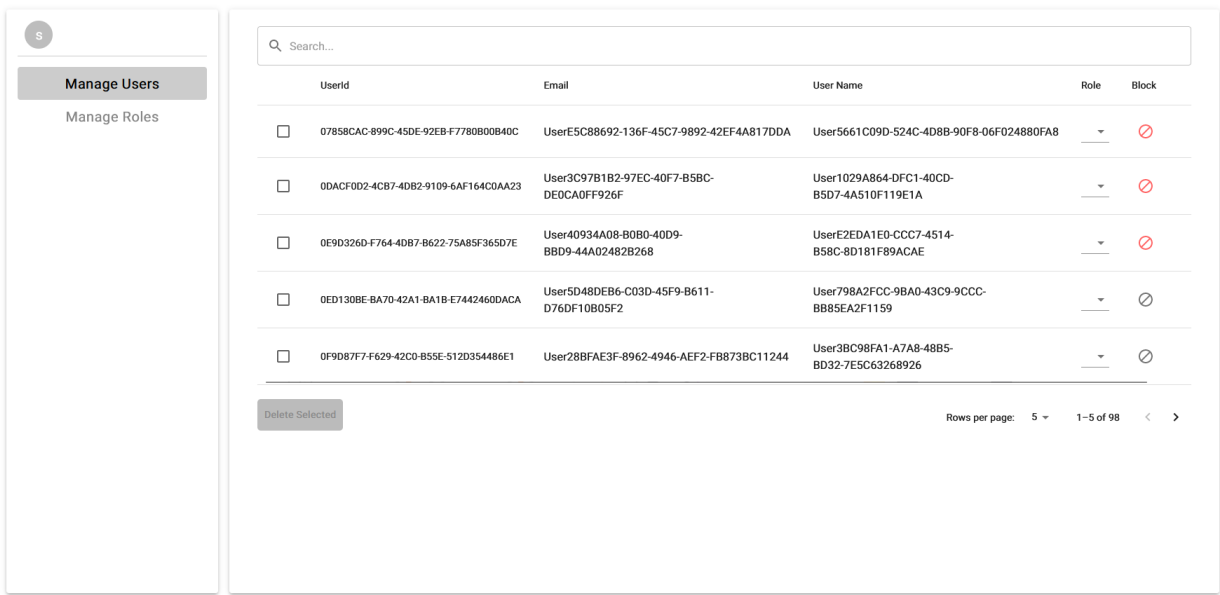 S
Manage Users
Manage Roles
Search...
UserId Email User Name Role Block
07858CAC-899C-45DE-92EB-F7780B00B40C UserE5C88692-136F-45C7-9892-42EF4A817DDA User5661C09D-524C-4D8B-90F8-06F024880FA8
0DACF0D2-4CB7-4DB2-9109-6AF164C0AA23 User3C97B1B2-97EC-40F7-B5BC- User1029A864-DFC1-40CD-
DE0CA0FF926F B5D7-4A510F119E1A
0E9D326D-F764-4DB7-B622-75A85F365D7E User40934A08-B0B0-40D9- UserE2EDA1E0-CCC7-4514-
BBD9-44A02482B268 B58C-8D181F89ACAE
0ED130BE-BA70-42A1-BA1B-E7442460DACA User5D48DEB6-C03D-45F9-B611- User798A2FCC-9BA0-43C9-9CCC-
D76DF10B05F2 BB85EA2F1159
0F9D87F7-F629-42C0-B55E-512D354486E1 User28BFAE3F-8962-4946-AEF2-FB873BC11244 User3BC98FA1-A7A8-48B5-
BD32-7E5C63268926
Delete Selected Rows per page: 5 1–5 of 98